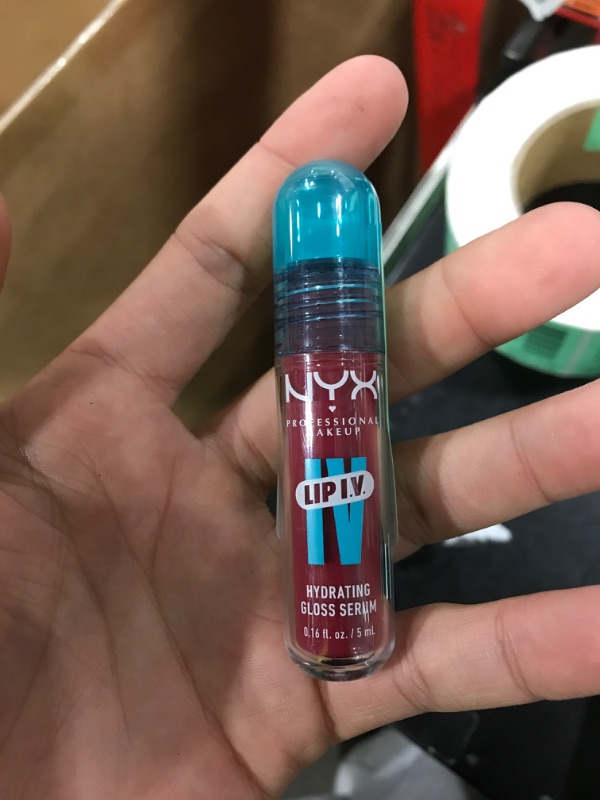 NYX
PROFESSIONAL
MAKEUP
LIP I.V.
IV
HYDRATING
GLOSS SERUM
0.16 fl. oz. / 5 mL